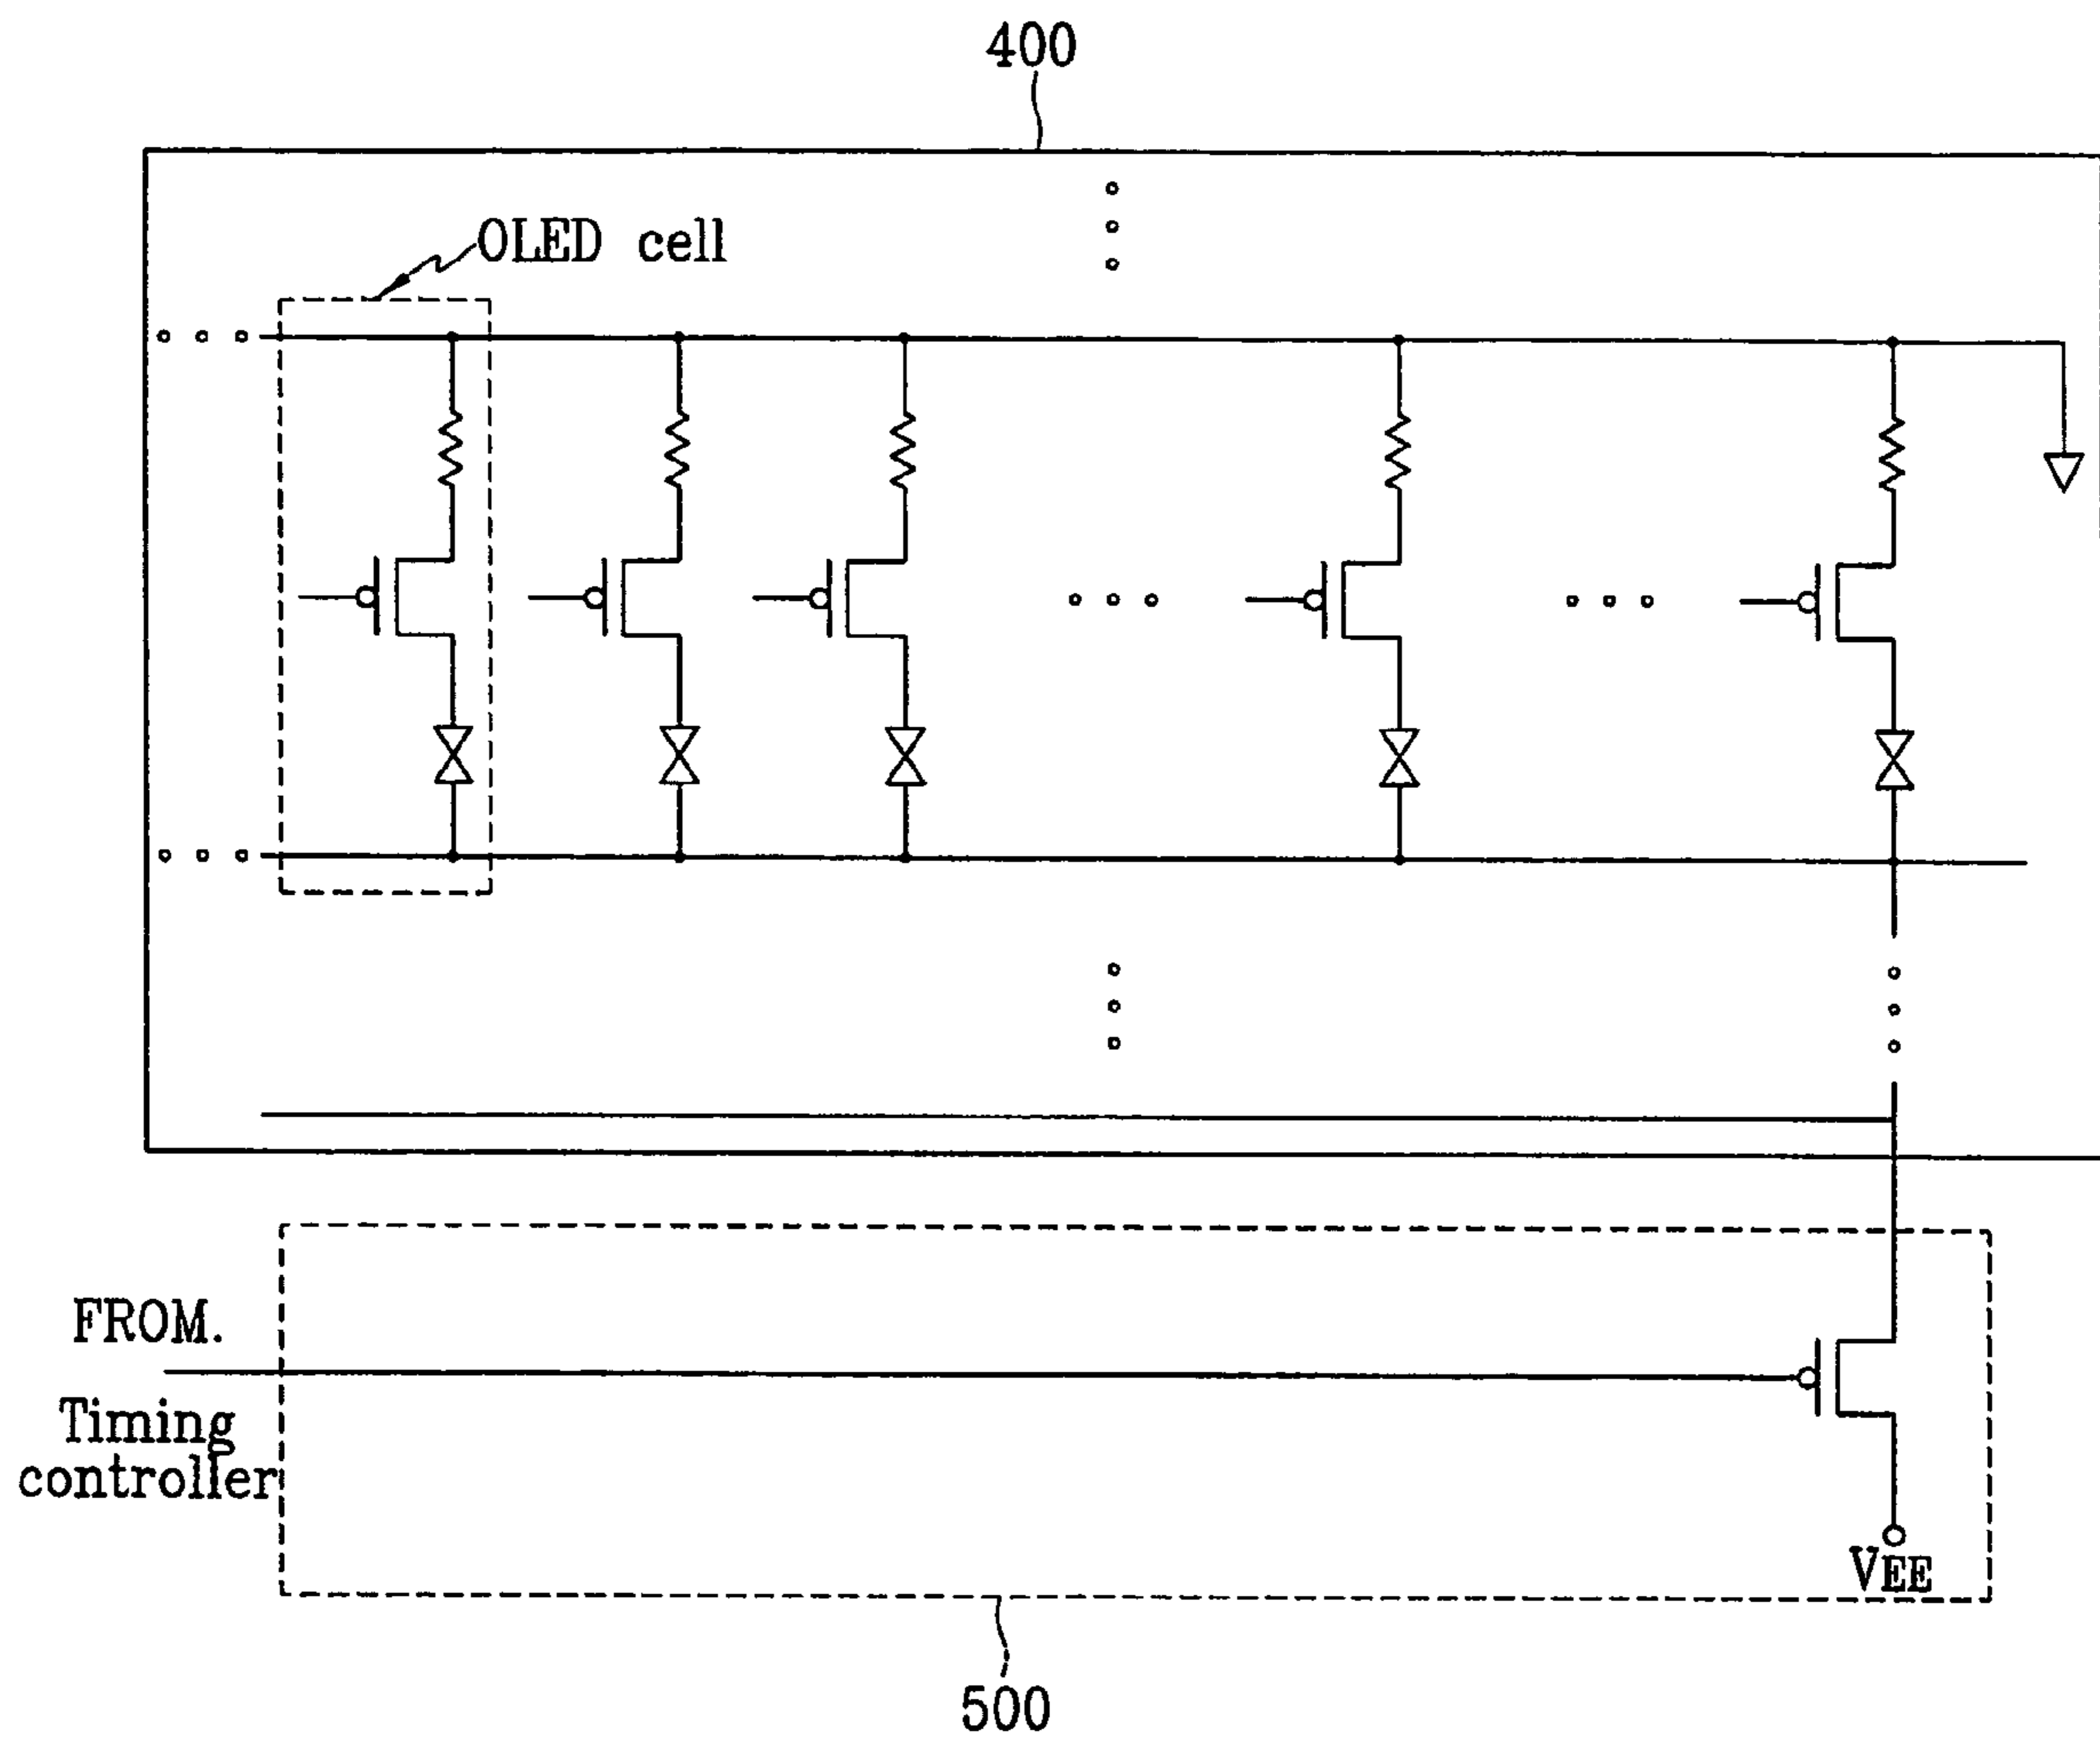 400
OLED cell
FROM.
Timing
controller
VEE
500